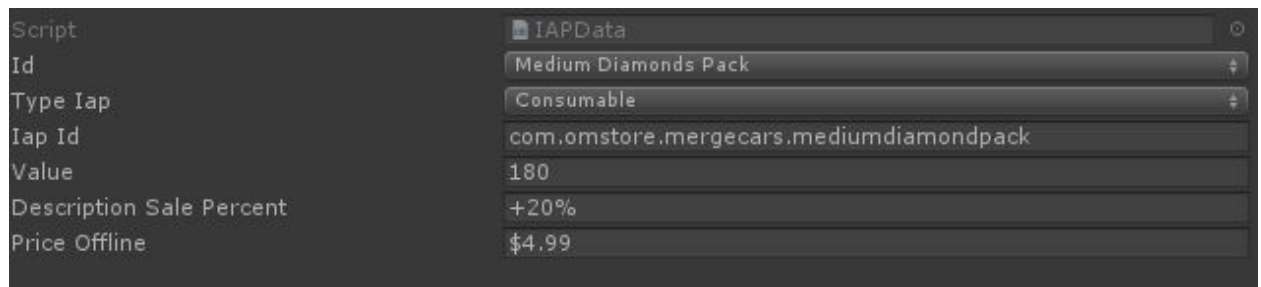 Script IAPData
Id Medium Diamonds Pack
Type Iap Consumable
Iap Id com.omstore.mergecars.mediumdiamondpack
Value 180
Description Sale Percent +20%
Price Offline $4.99